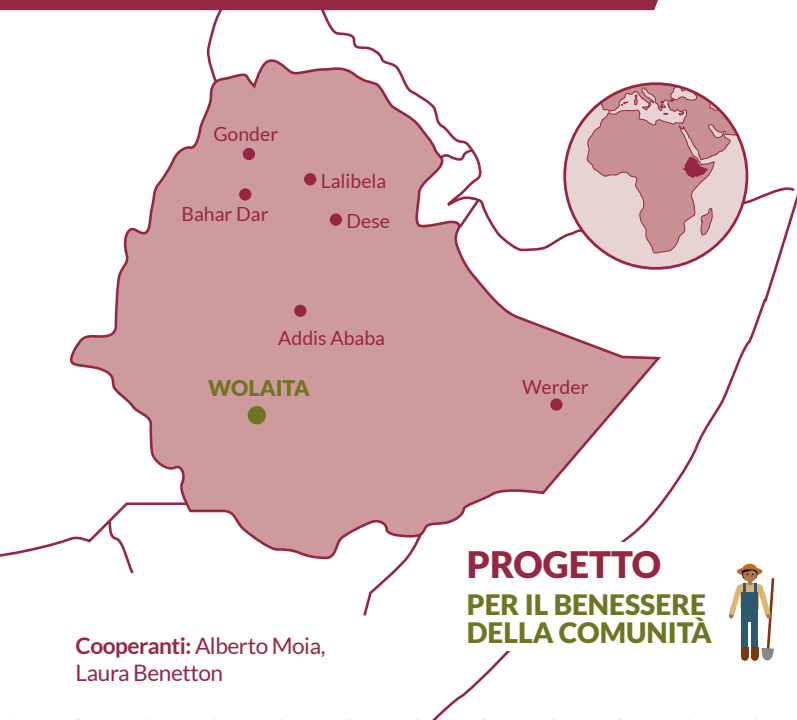 Gonder
Lalibela
Bahar Dar
Dese
Addis Ababa
WOLAITA
Werder
PROGETTO
PER IL BENESSERE
DELLA COMUNITÀ
Cooperanti: Alberto Moia,
Laura Benetton